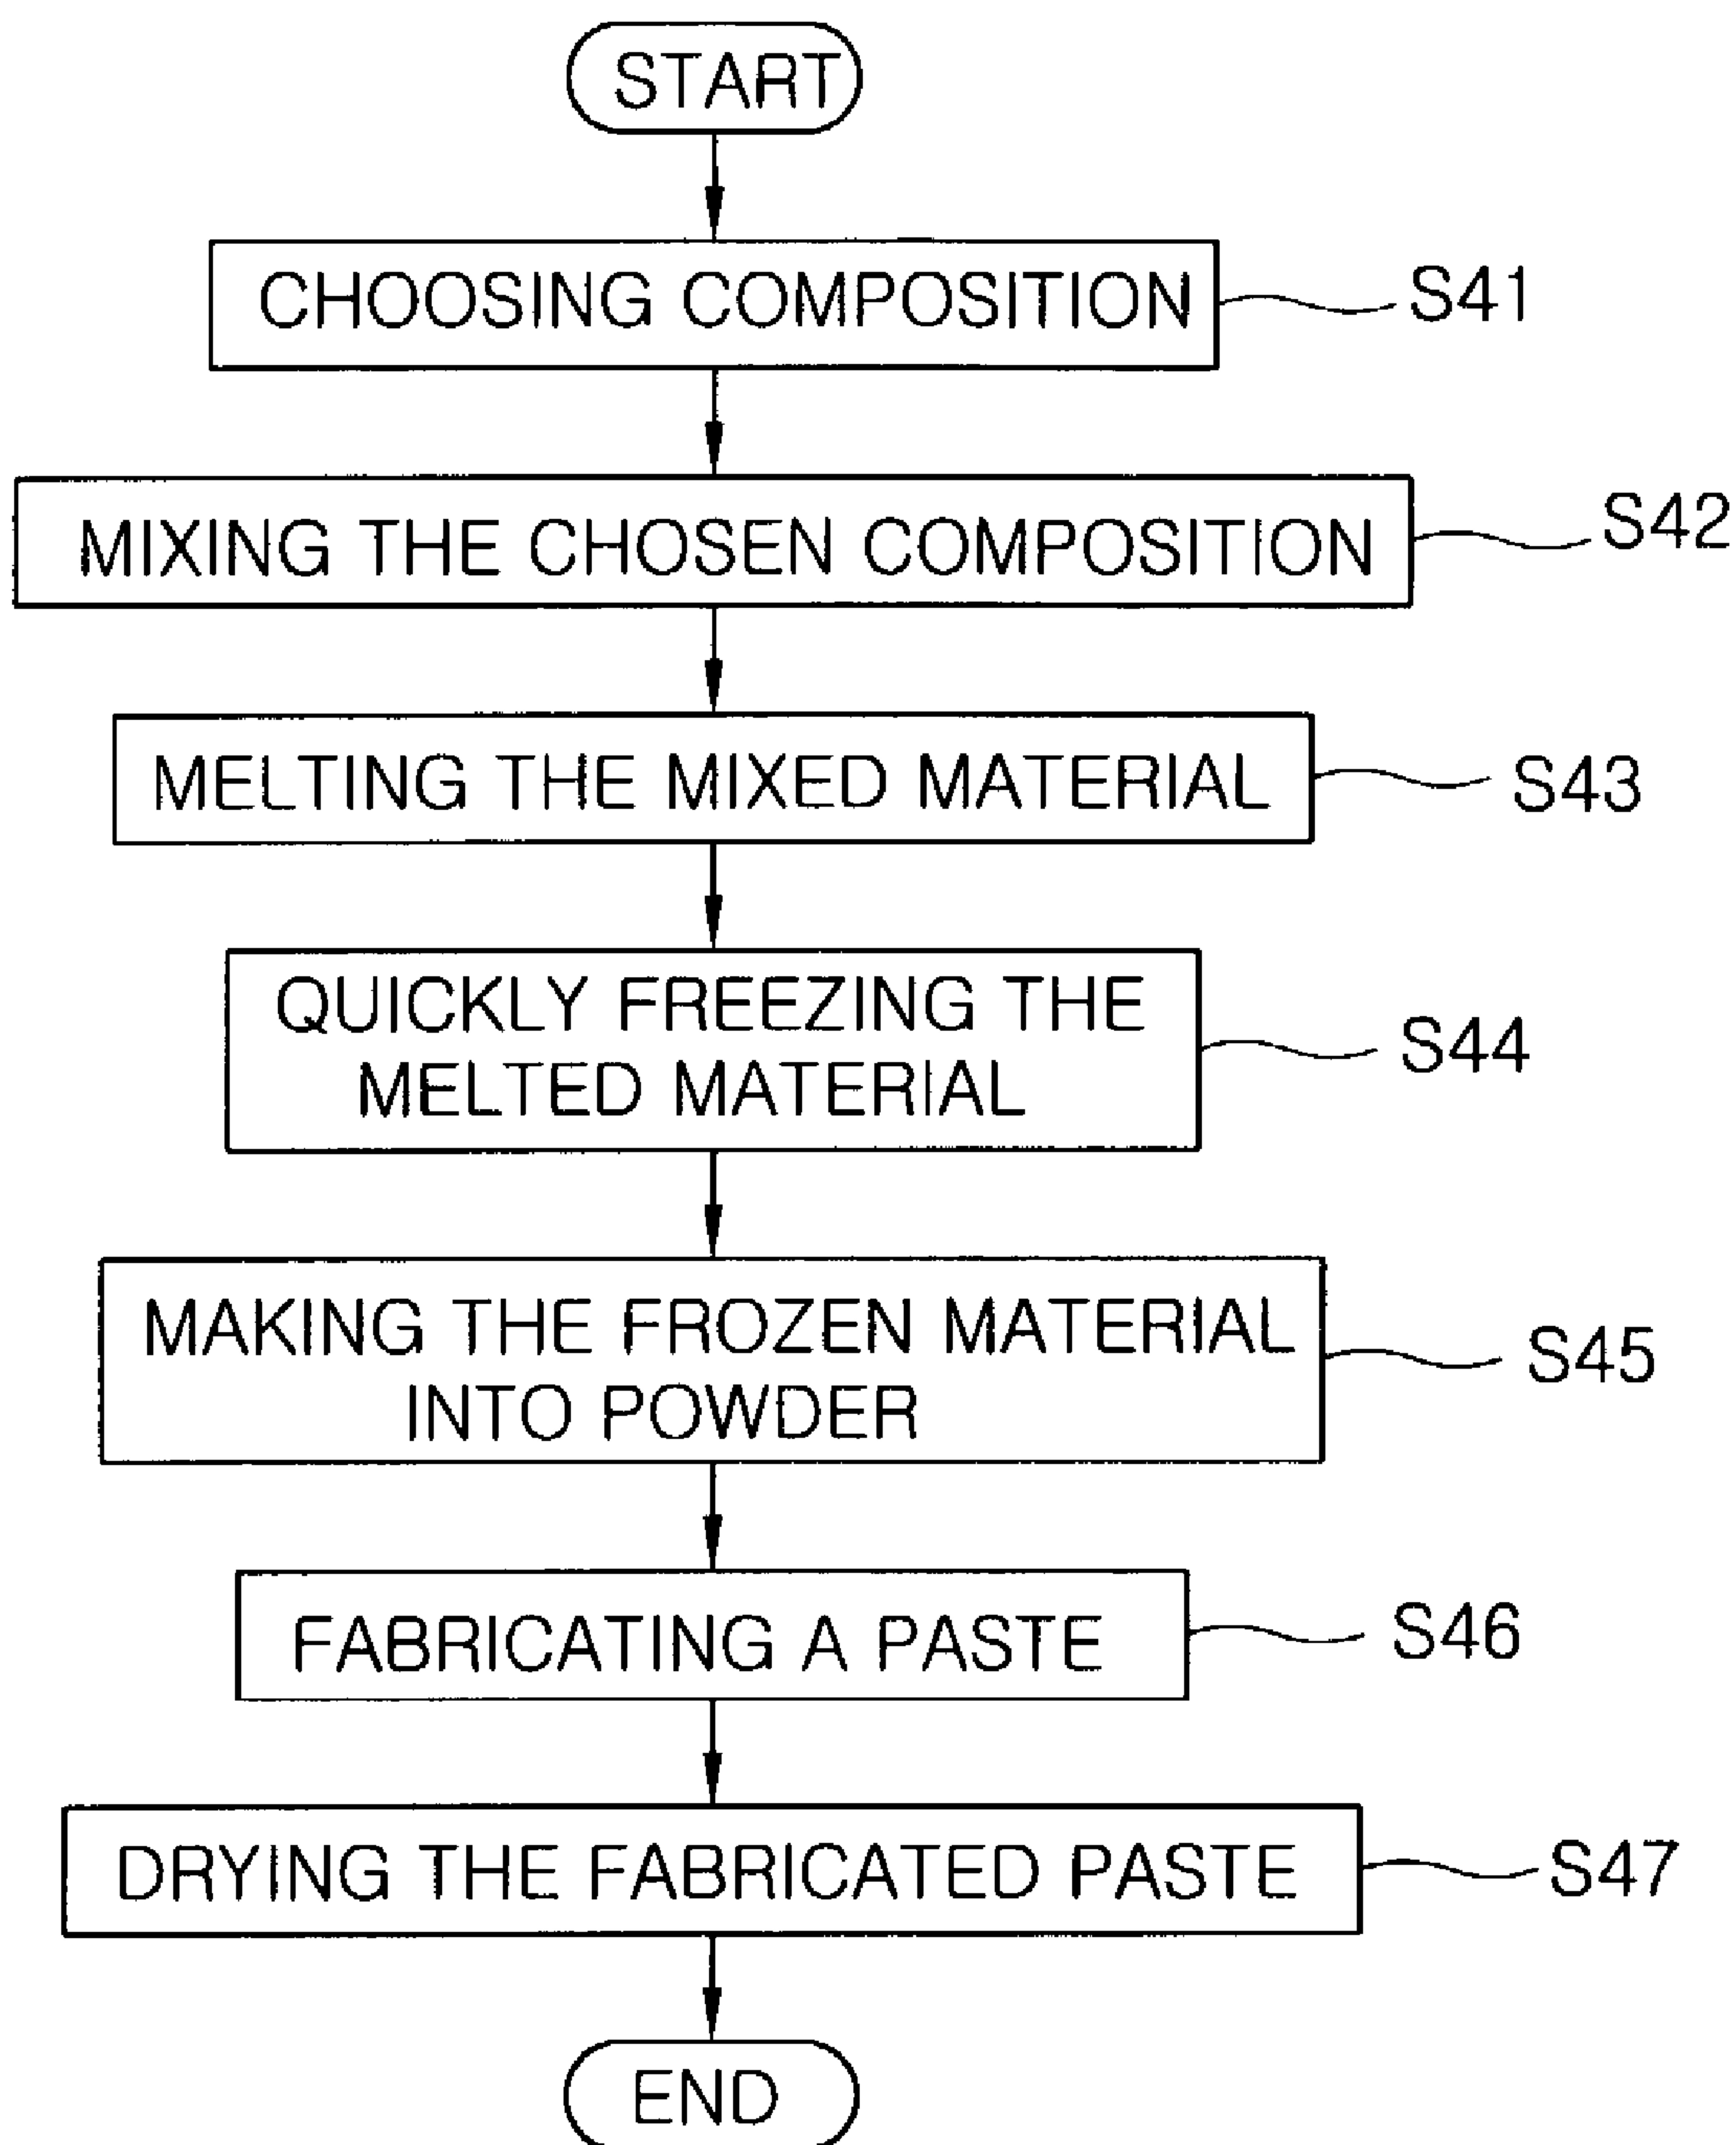 START
CHOOSING COMPOSITION S41
MIXING THE CHOSEN COMPOSITION S42
MELTING THE MIXED MATERIAL S43
QUICKLY FREEZING THE
MELTED MATERIAL S44
MAKING THE FROZEN MATERIAL
INTO POWDER S45
FABRICATING A PASTE S46
DRYING THE FABRICATED PASTE S47
END